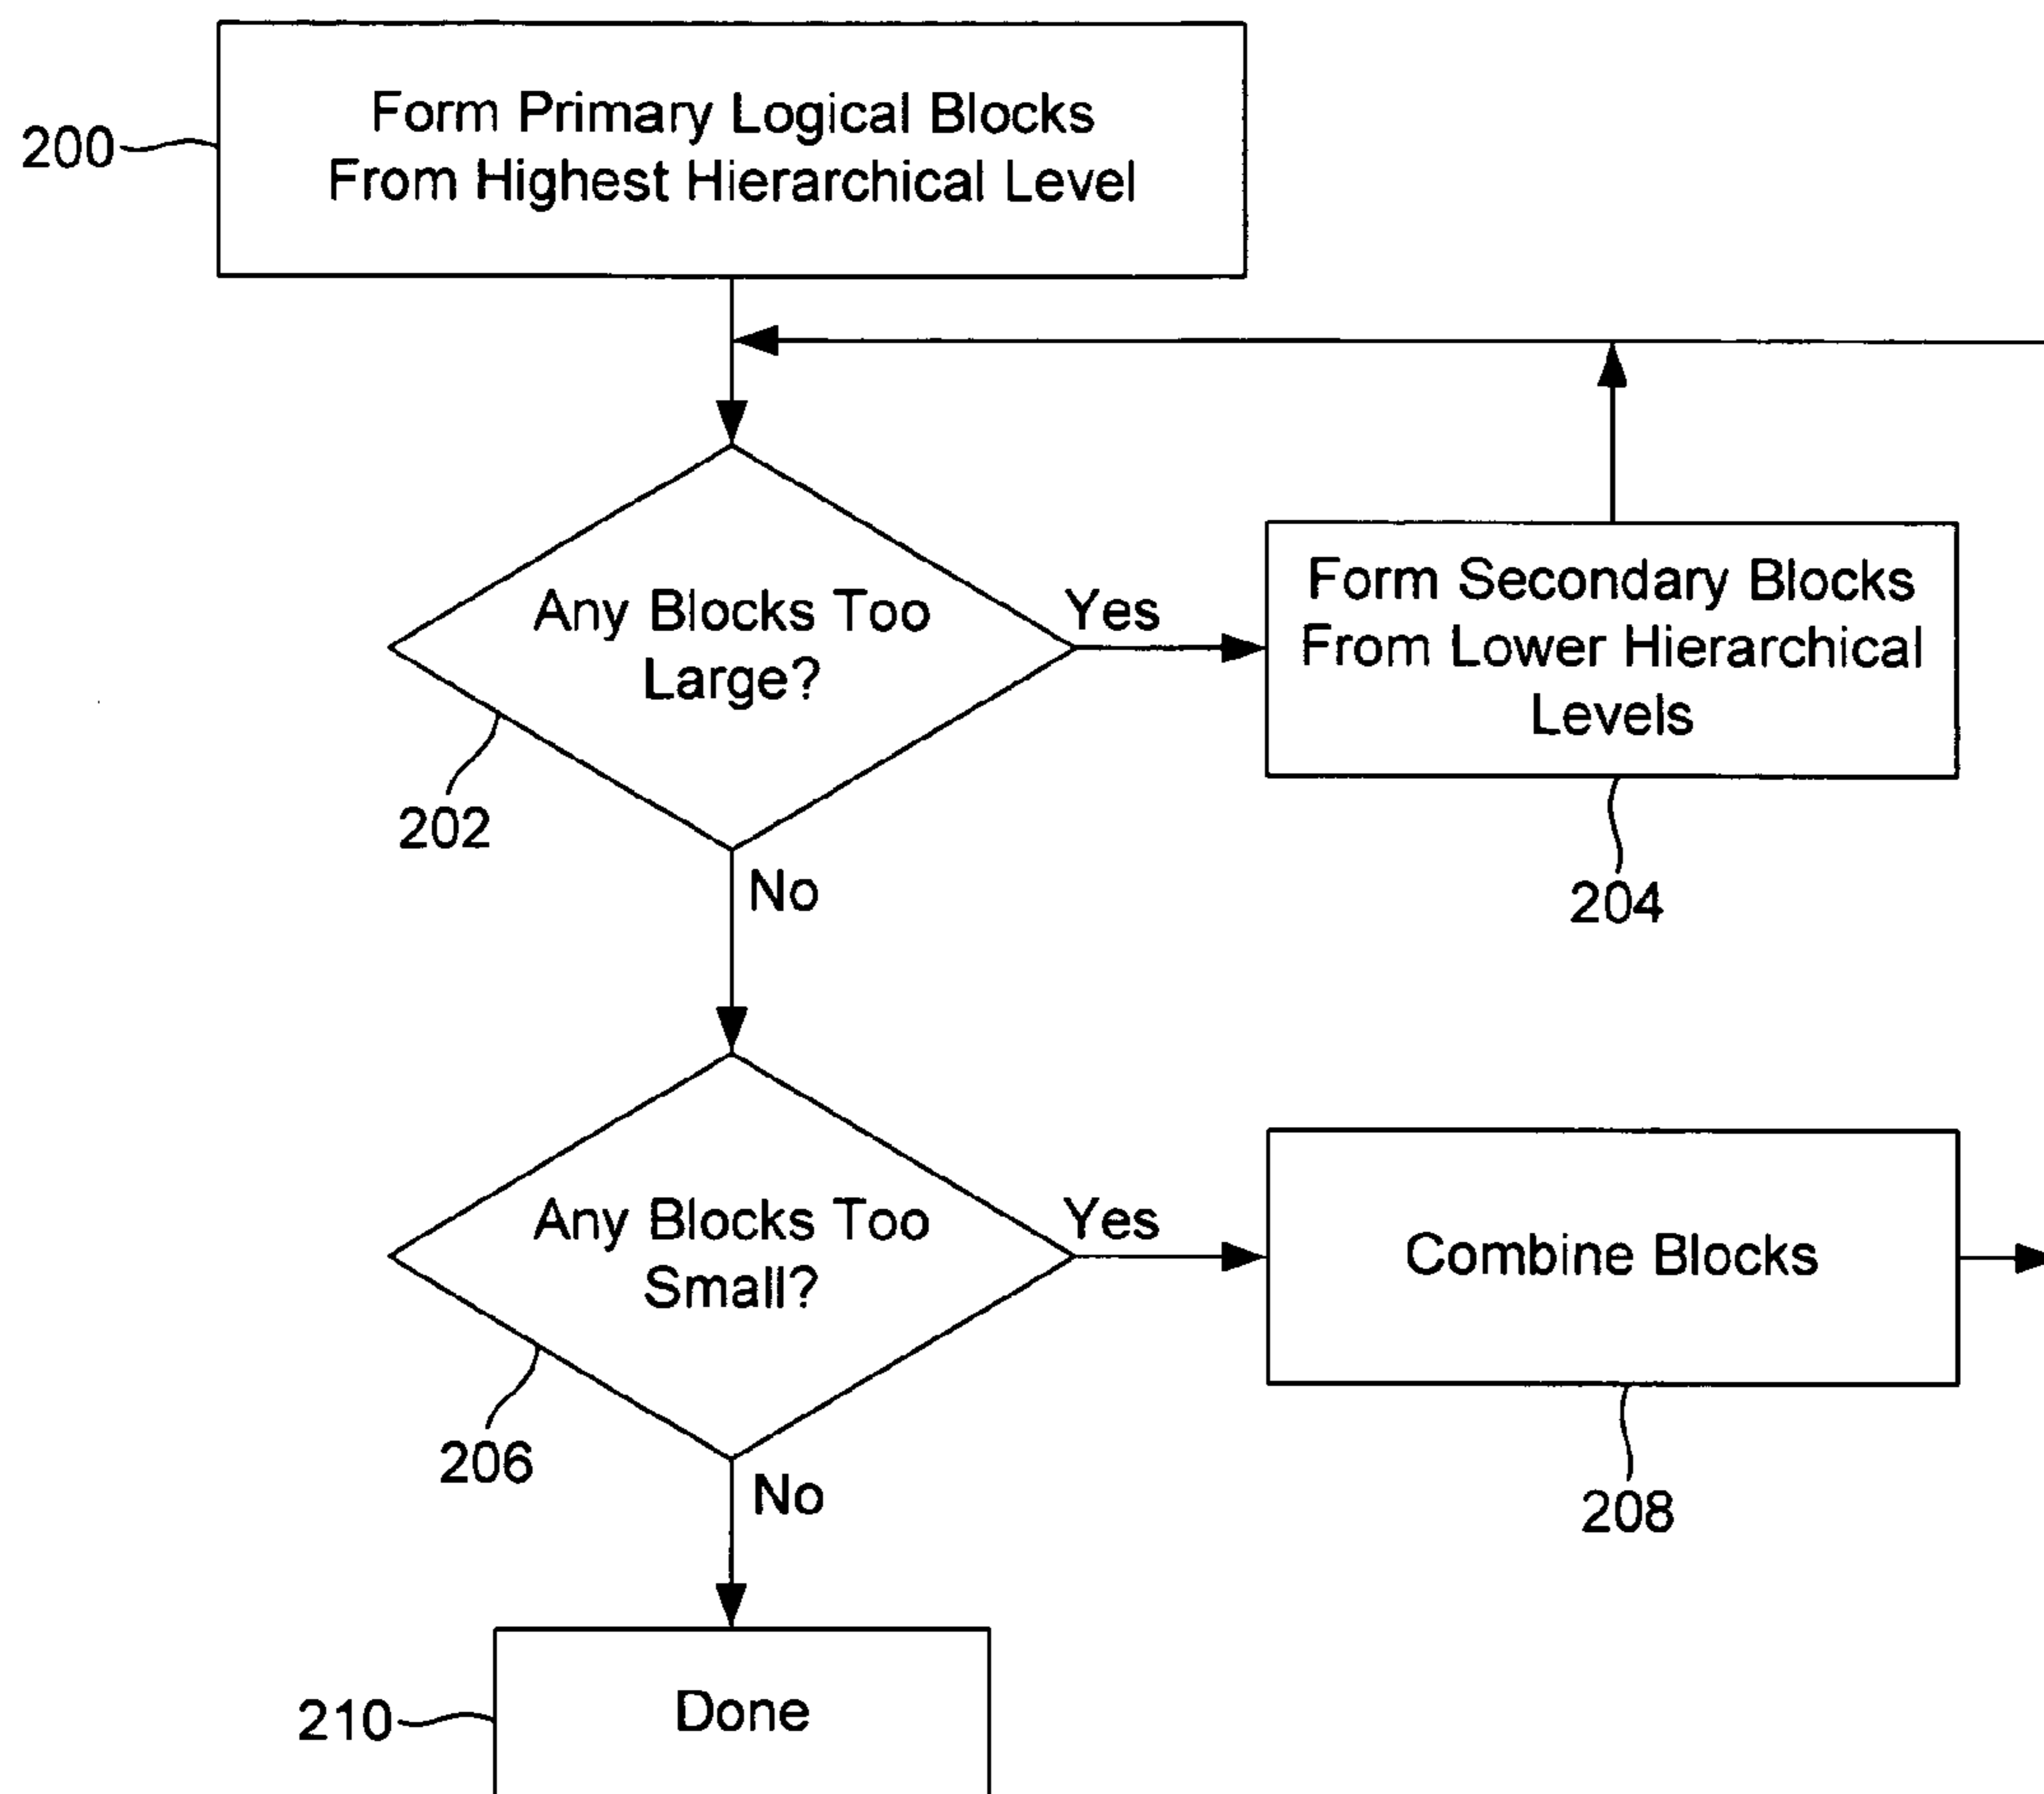 Form Primary Logical Blocks
From Highest Hierarchical Level
200
Any Blocks Too
Large?
Yes
202
Form Secondary Blocks
From Lower Hierarchical
Levels
204
No
Any Blocks Too
Small?
Yes
206
Combine Blocks
208
No
Done
210